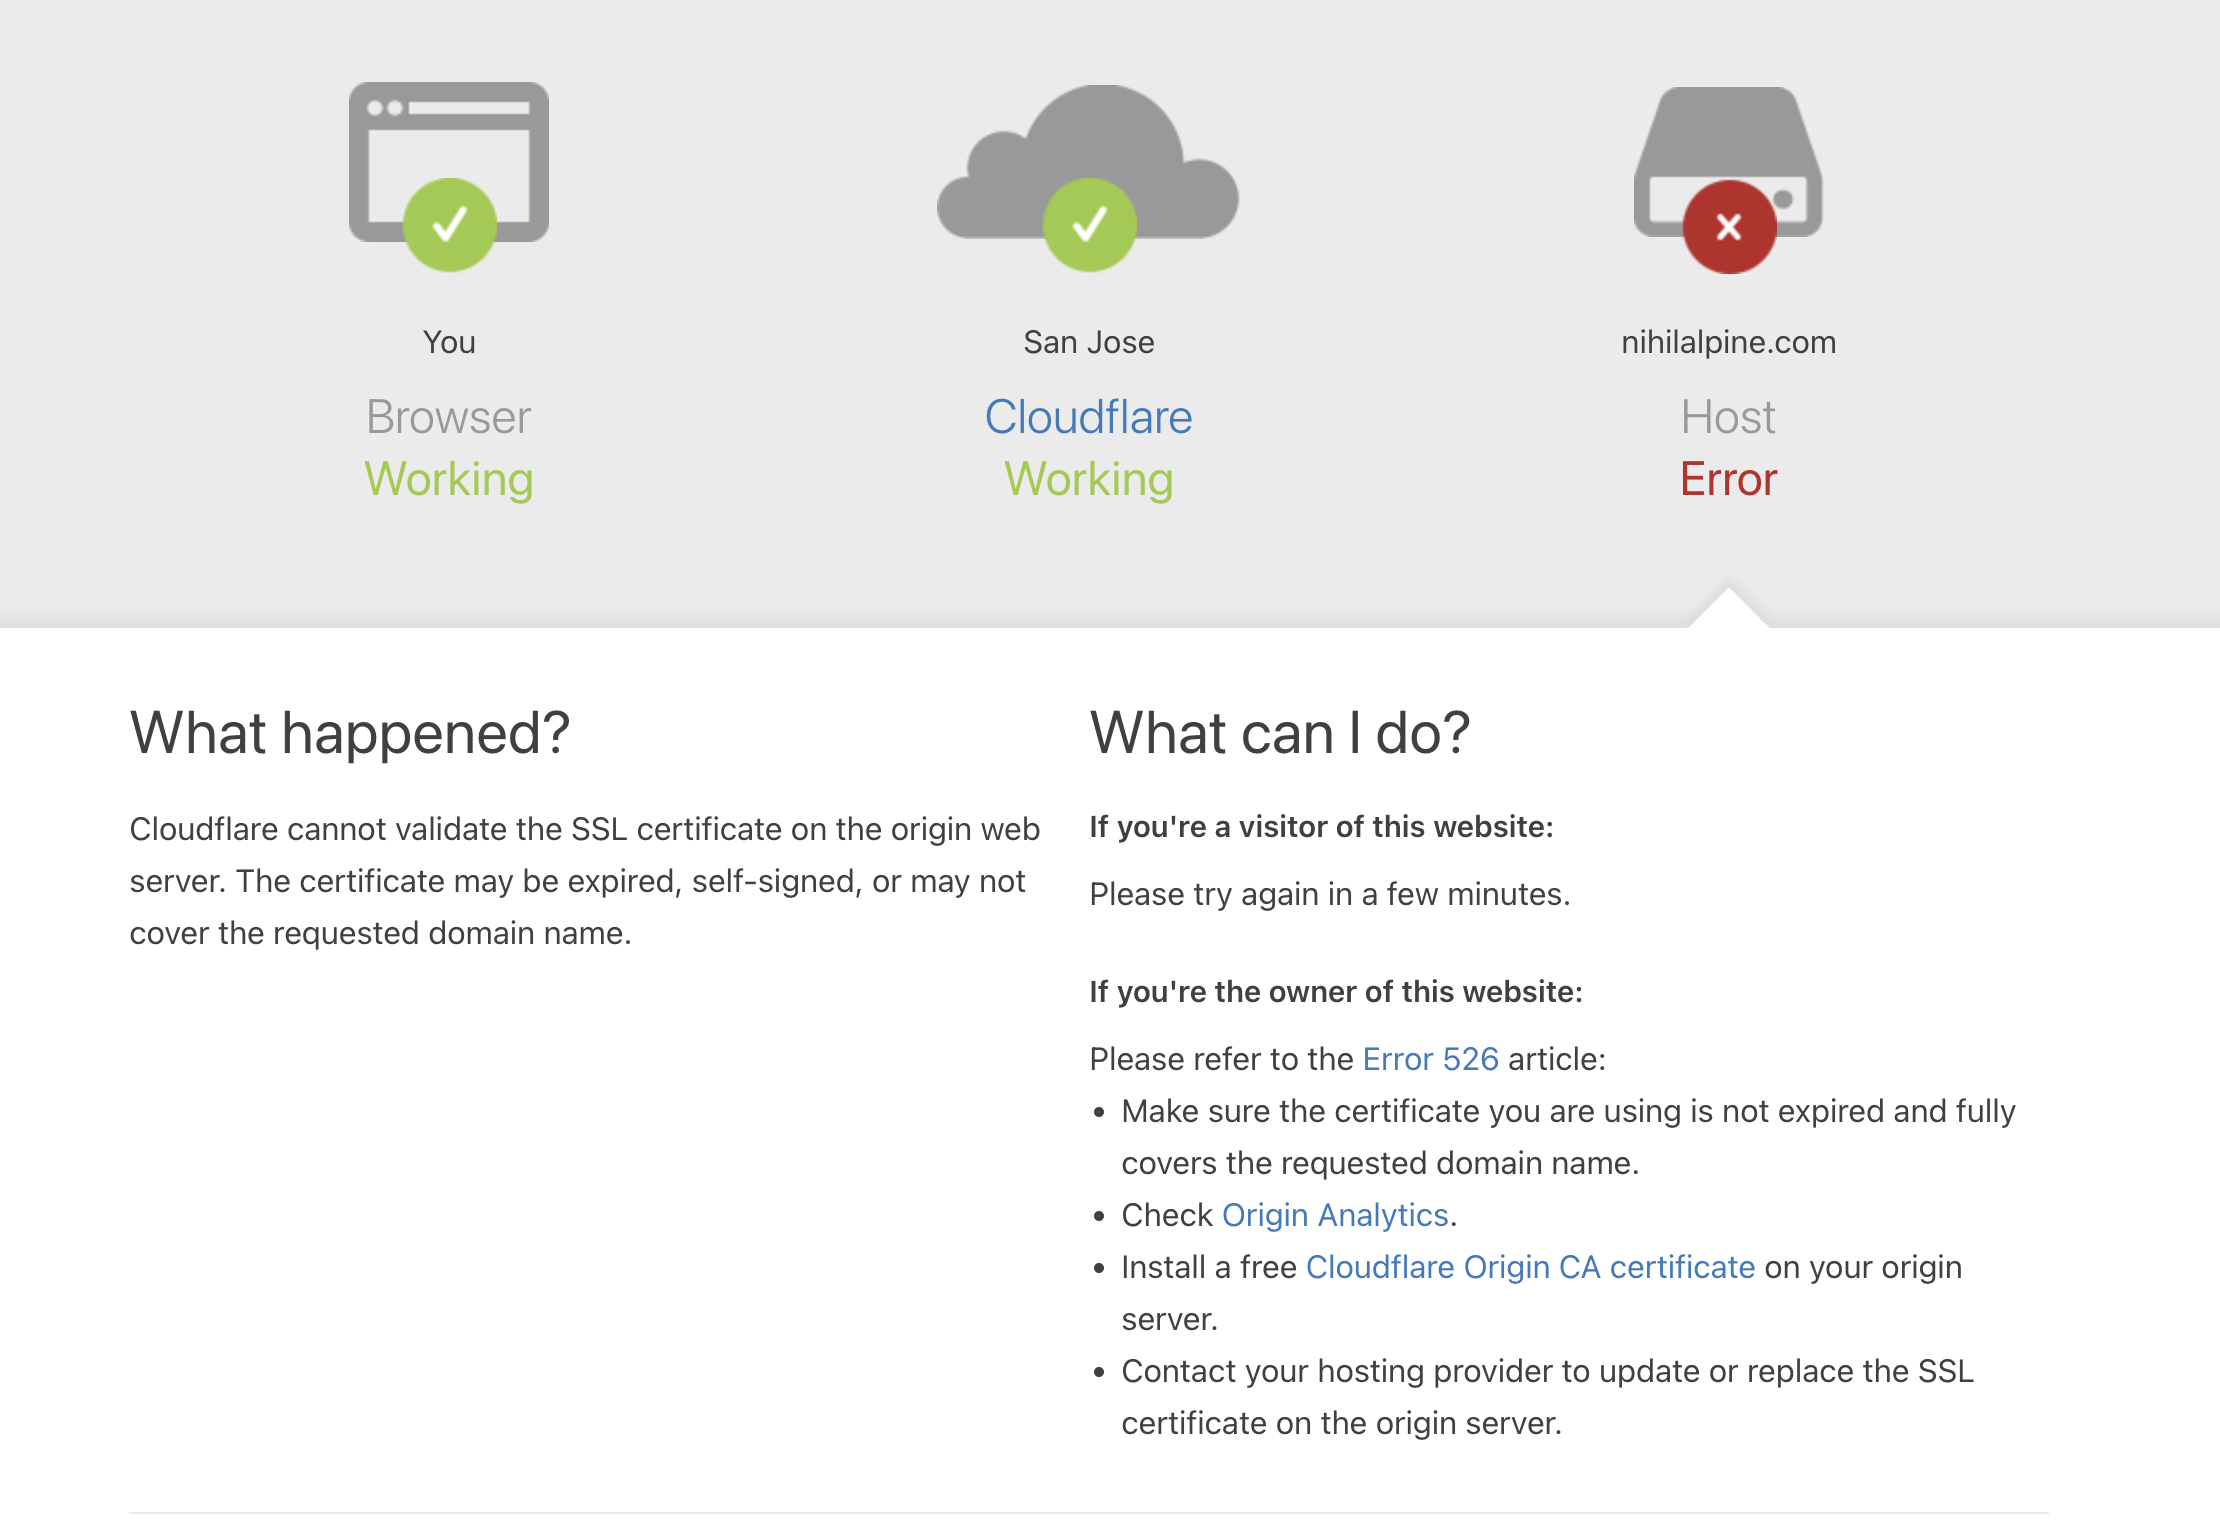 You
Browser
Working
San Jose
Cloudflare
Working
nihilalpine.com
Host
Error
What happened?
Cloudflare cannot validate the SSL certificate on the origin web
server. The certificate may be expired, self-signed, or may not
cover the requested domain name.
What can I do?
If you're a visitor of this website:
Please try again in a few minutes.
If you're the owner of this website:
Please refer to the Error 526 article:
• Make sure the certificate you are using is not expired and fully
covers the requested domain name.
• Check Origin Analytics.
• Install a free Cloudflare Origin CA certificate on your origin
server.
• Contact your hosting provider to update or replace the SSL
certificate on the origin server.